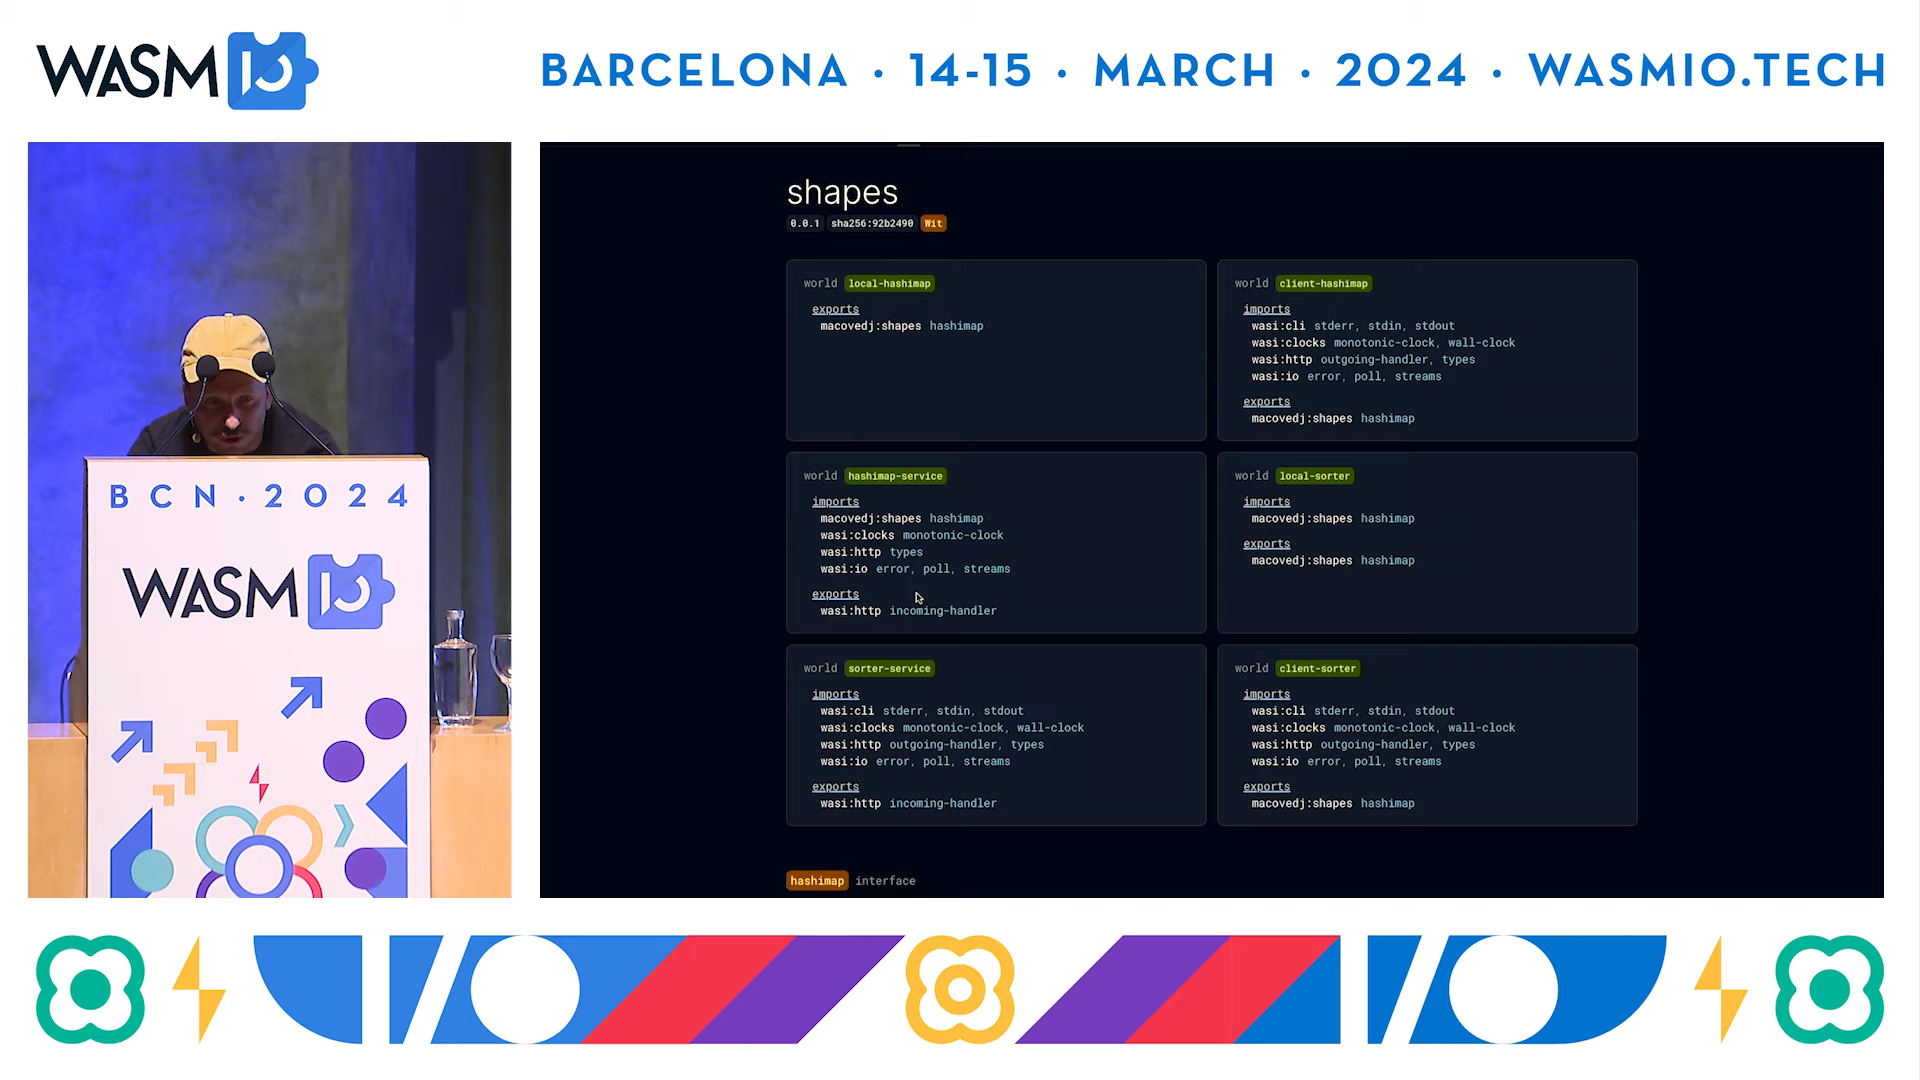 WASM IO
BARCELONA · 14-15 · MARCH · 2024 · WASMIO.TECH
BCN·2024
WASM IO
shapes
0.0.1 sha256:92b2490 Wit
world local-hashimap
exports
macovedj:shapes hashimap
world client-hashimap
imports
wasi:cli stderr, stdin, stdout
wasi:clocks monotonic-clock, wall-clock
wasi:http outgoing-handler, types
wasi:io error, poll, streams
exports
macovedj:shapes hashimap
world hashimap-service
imports
macovedj:shapes hashimap
wasi:clocks monotonic-clock
wasi:http types
wasi:io error, poll, streams
exports
wasi:http incoming-handler
world local-sorter
imports
macovedj:shapes hashimap
exports
macovedj:shapes hashimap
world sorter-service
imports
wasi:cli stderr, stdin, stdout
wasi:clocks monotonic-clock, wall-clock
wasi:http outgoing-handler, types
wasi:io error, poll, streams
exports
wasi:http incoming-handler
world client-sorter
imports
wasi:cli stderr, stdin, stdout
wasi:clocks monotonic-clock, wall-clock
wasi:http outgoing-handler, types
wasi:io error, poll, streams
exports
macovedj:shapes hashimap
hashimap interface